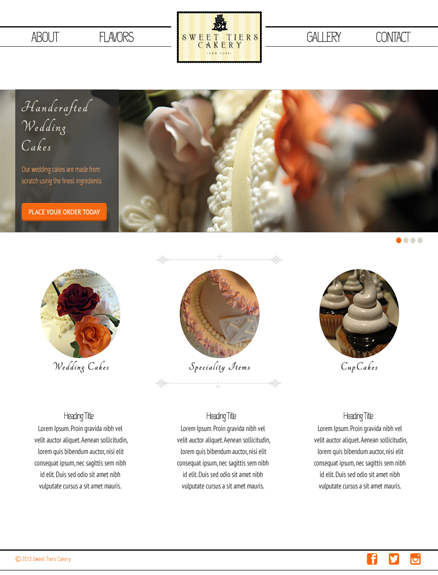 ABOUT
FLAVORS
SWEET TIERS
CAKERY
GALLERY
CONTACT
Handcrafted
Wedding
Cakes
Our wedding cakes are made from
scratch using the finest ingredients
PLACE YOUR ORDER TODAY
Wedding Cakes
Speciality Items
CupCakes
Heading Title
Lorem Ipsum. Proin gravida nibh vel
velit auctor aliquet. Aenean sollicitudin,
lorem quis bibendum auctor, nisi elit
consequat ipsum, nec sagittis sem nibh
id elit. Duis sed odio sit amet nibh
vulputate cursus a sit amet mauris.
Heading Title
Lorem Ipsum. Proin gravida nibh vel
velit auctor aliquet. Aenean sollicitudin,
lorem quis bibendum auctor, nisi elit
consequat ipsum, nec sagittis sem nibh
id elit. Duis sed odio sit amet nibh
vulputate cursus a sit amet mauris.
Heading Title
Lorem Ipsum. Proin gravida nibh vel
velit auctor aliquet. Aenean sollicitudin,
lorem quis bibendum auctor, nisi elit
consequat ipsum, nec sagittis sem nibh
id elit. Duis sed odio sit amet nibh
vulputate cursus a sit amet mauris.
©2013 Sweet Tiers Cakery